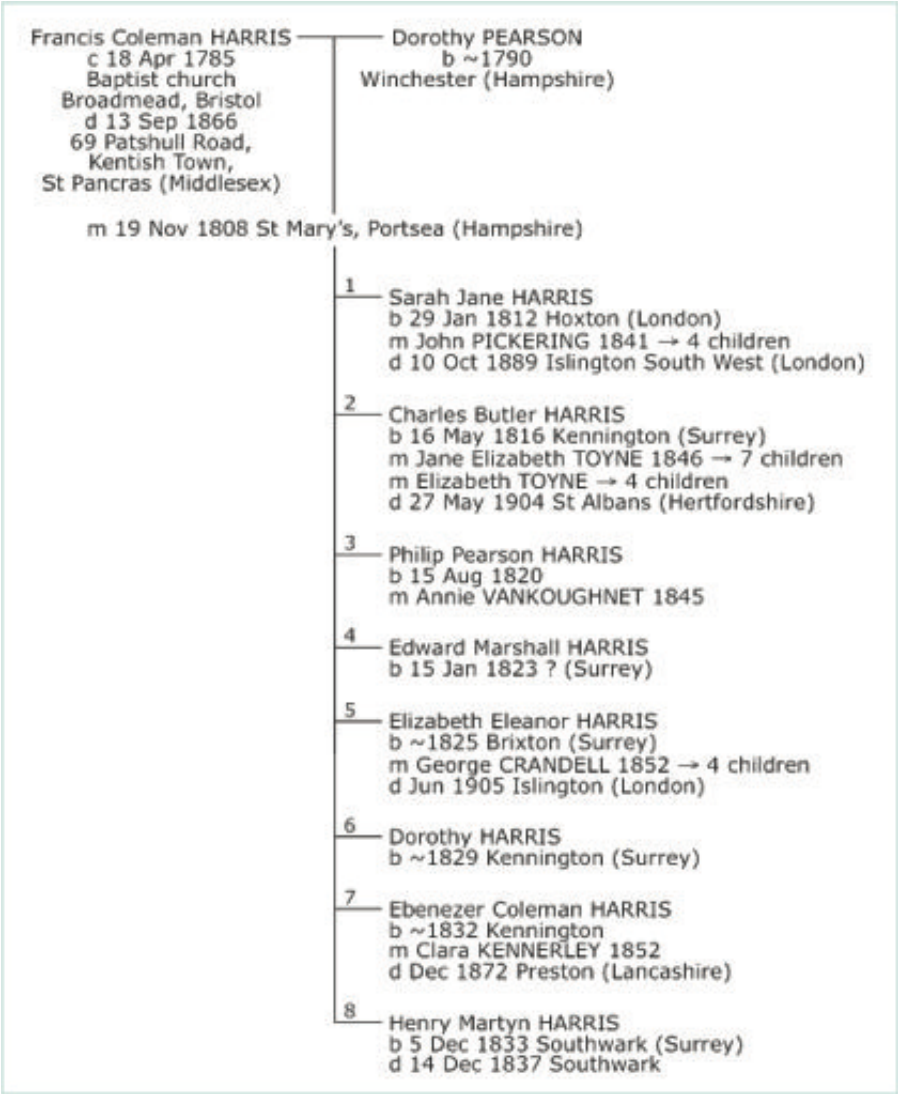 Francis Coleman HARRIS
c 18 Apr 1785
Baptist church
Broadmead, Bristol
d 13 Sep 1866
69 Patshull Road,
Kentish Town,
St Pancras (Middlesex)
Dorothy PEARSON
b ~1790
Winchester (Hampshire)
m 19 Nov 1808 St Mary's, Portsea (Hampshire)
1
Sarah Jane HARRIS
b 29 Jan 1812 Hoxton (London)
m John PICKERING 1841 → 4 children
d 10 Oct 1889 Islington South West (London)
2
Charles Butler HARRIS
b 16 May 1816 Kennington (Surrey)
m Jane Elizabeth TOYNE 1846 → 7 children
m Elizabeth TOYNE → 4 children
d 27 May 1904 St Albans (Hertfordshire)
3
Philip Pearson HARRIS
b 15 Aug 1820
m Annie VANKOUGHNET 1845
4
Edward Marshall HARRIS
b 15 Jan 1823 ? (Surrey)
5
Elizabeth Eleanor HARRIS
b ~1825 Brixton (Surrey)
m George CRANDELL 1852 → 4 children
d Jun 1905 Islington (London)
6
Dorothy HARRIS
b ~1829 Kennington (Surrey)
7
Ebenezer Coleman HARRIS
b ~1832 Kennington
m Clara KENNERLEY 1852
d Dec 1872 Preston (Lancashire)
8
Henry Martyn HARRIS
b 5 Dec 1833 Southwark (Surrey)
d 14 Dec 1837 Southwark